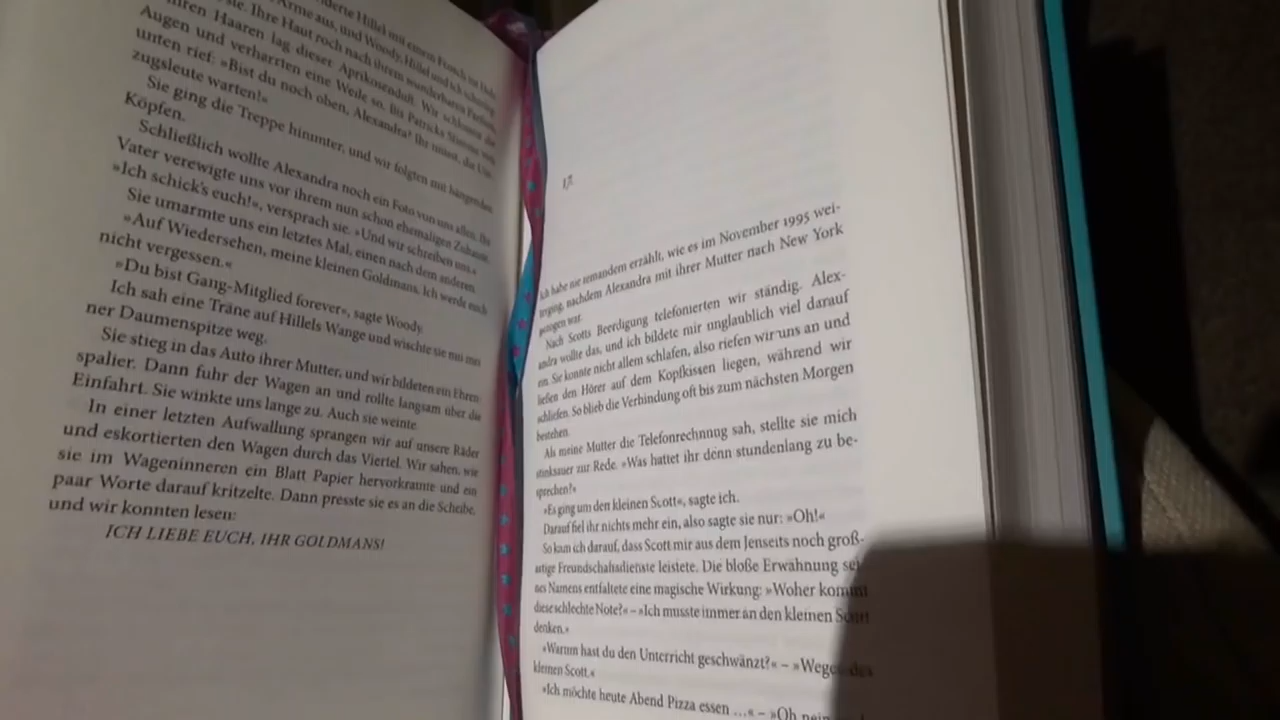 Arme aus, und Woody, Hillel und ich
sie. Ihre Haut roch nach ihrem wunderbaren Parfum,
ihren Haaren lag dieser Aprikosenduft. Wir schlossen die
Augen und verharrten eine Weile so. Bis Patricks Stimme von
unten rief: »Bist du noch oben, Alexandra? Ihr müsst, die Um-
zugsleute warten!«
Sie ging die Treppe hinunter, und wir folgten mit hängenden
Köpfen.
Schließlich wollte Alexandra noch ein Foto von uns allen. Ihr
Vater verewigte uns vor ihrem nun schon ehemaligen Zuhause.
»Ich schick's euch!«, versprach sie. »Und wir schreiben uns.«
Sie umarmte uns ein letztes Mal, einen nach dem anderen.
»Auf Wiedersehen, meine kleinen Goldmans. Ich werde euch
nicht vergessen.«
»Du bist Gang-Mitglied forever«, sagte Woody.
Ich sah eine Träne auf Hillels Wange und wischte sie mit mei-
ner Daumenspitze weg.
Sie stieg in das Auto ihrer Mutter, und wir bildeten ein Ehren-
spalier. Dann fuhr der Wagen an und rollte langsam über die
Einfahrt. Sie winkte uns lange zu. Auch sie weinte.
In einer letzten Aufwallung sprangen wir auf unsere Räder
und eskortierten den Wagen durch das Viertel. Wir sahen, wie
sie im Wageninneren ein Blatt Papier hervorkramte und ein
paar Worte darauf kritzelte. Dann presste sie es an die Scheibe,
und wir konnten lesen:
ICH LIEBE EUCH, IHR GOLDMANS!
17
Ich habe nie jemandem erzählt, wie es im November 1995 wei-
terging, nachdem Alexandra mit ihrer Mutter nach New York
gezogen war.
Nach Scotts Beerdigung telefonierten wir ständig. Alex-
andra wollte das, und ich bildete mir unglaublich viel darauf
ein. Sie konnte nicht allein schlafen, also riefen wir uns an und
ließen den Hörer auf dem Kopfkissen liegen, während wir
schliefen. So blieb die Verbindung oft bis zum nächsten Morgen
bestehen.
Als meine Mutter die Telefonrechnung sah, stellte sie mich
stinksauer zur Rede. »Was hattet ihr denn stundenlang zu be-
sprechen?«
»Es ging um den kleinen Scott«, sagte ich.
Darauf fiel ihr nichts mehr ein, also sagte sie nur: »Oh!«
So kam ich darauf, dass Scott mir aus dem Jenseits noch groß-
artige Freundschaftsdienste leistete. Die bloße Erwähnung sei-
nes Namens entfaltete eine magische Wirkung: »Woher kommt
diese schlechte Note?« – »Ich musste immer an den kleinen Scott
denken.«
»Warum hast du den Unterricht geschwänzt?« – »Wegen des
kleinen Scott.«
»Ich möchte heute Abend Pizza essen ...« – »Oh nein